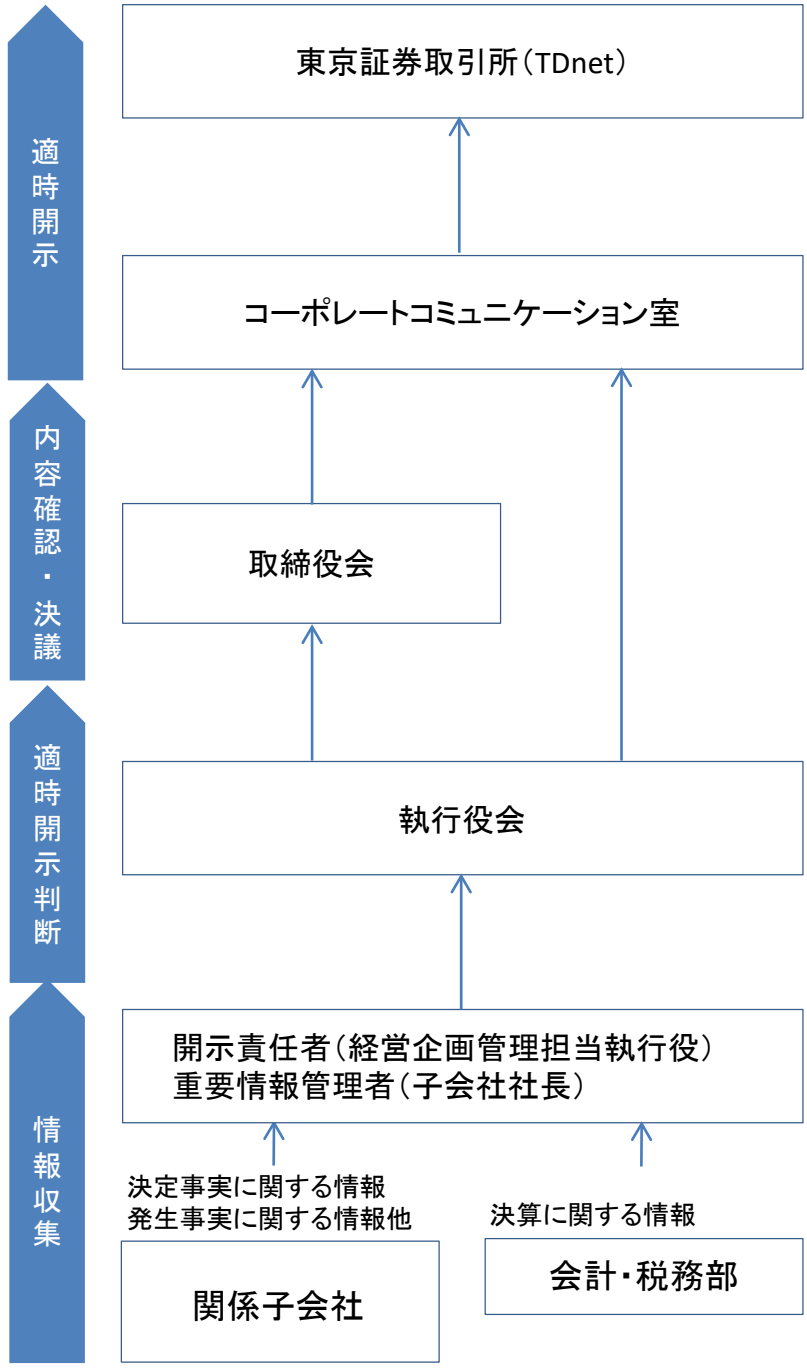 適時開示
東京証券取引所（TDnet）
コーポレートコミュニケーション室
内容確認・決議
取締役会
適時開示判断
執行役会
情報収集
開示責任者（経営企画管理担当執行役）
重要情報管理者（子会社社長）
決定事実に関する情報
発生事実に関する情報他
関係子会社
決算に関する情報
会計・税務部